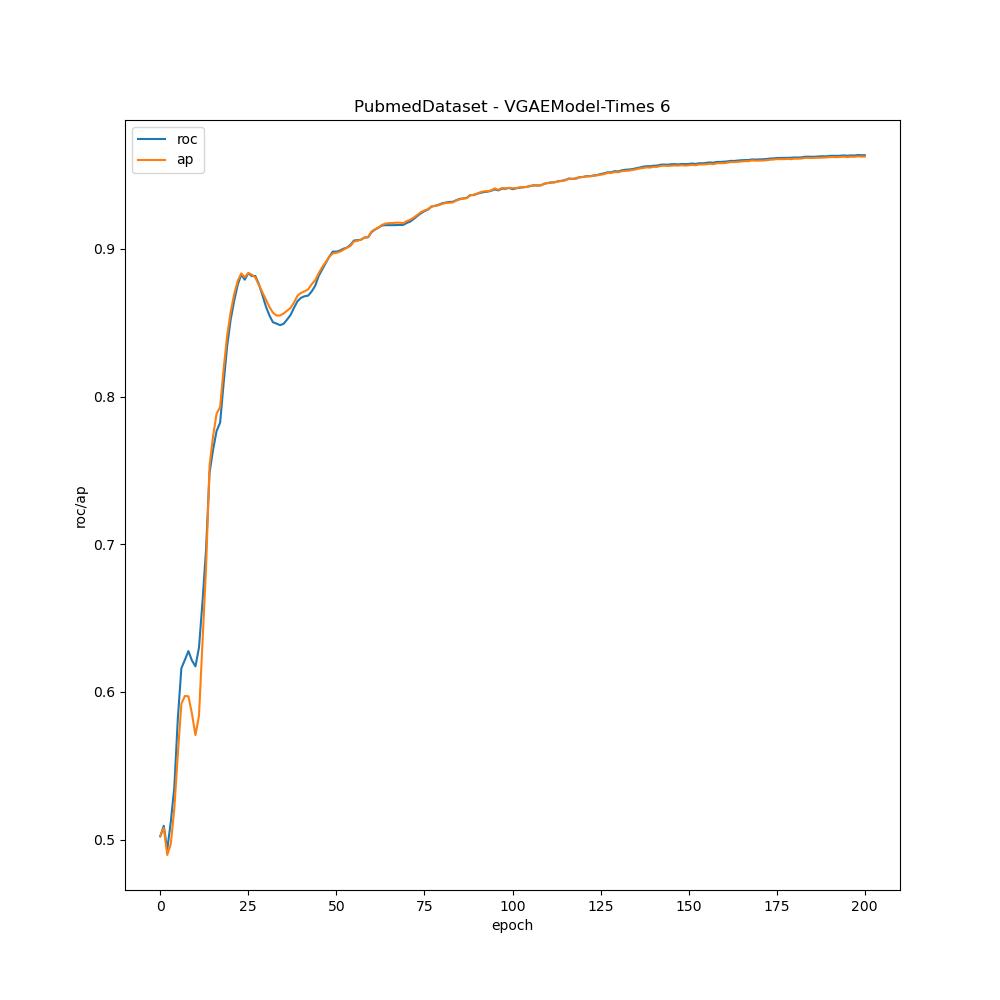 PubmedDataset - VGAEModel-Times 6
roc
ap
0.9
0.8
0.7
0.6
0.5
roc/ap
0 25 50 75 100 125 150 175 200
epoch